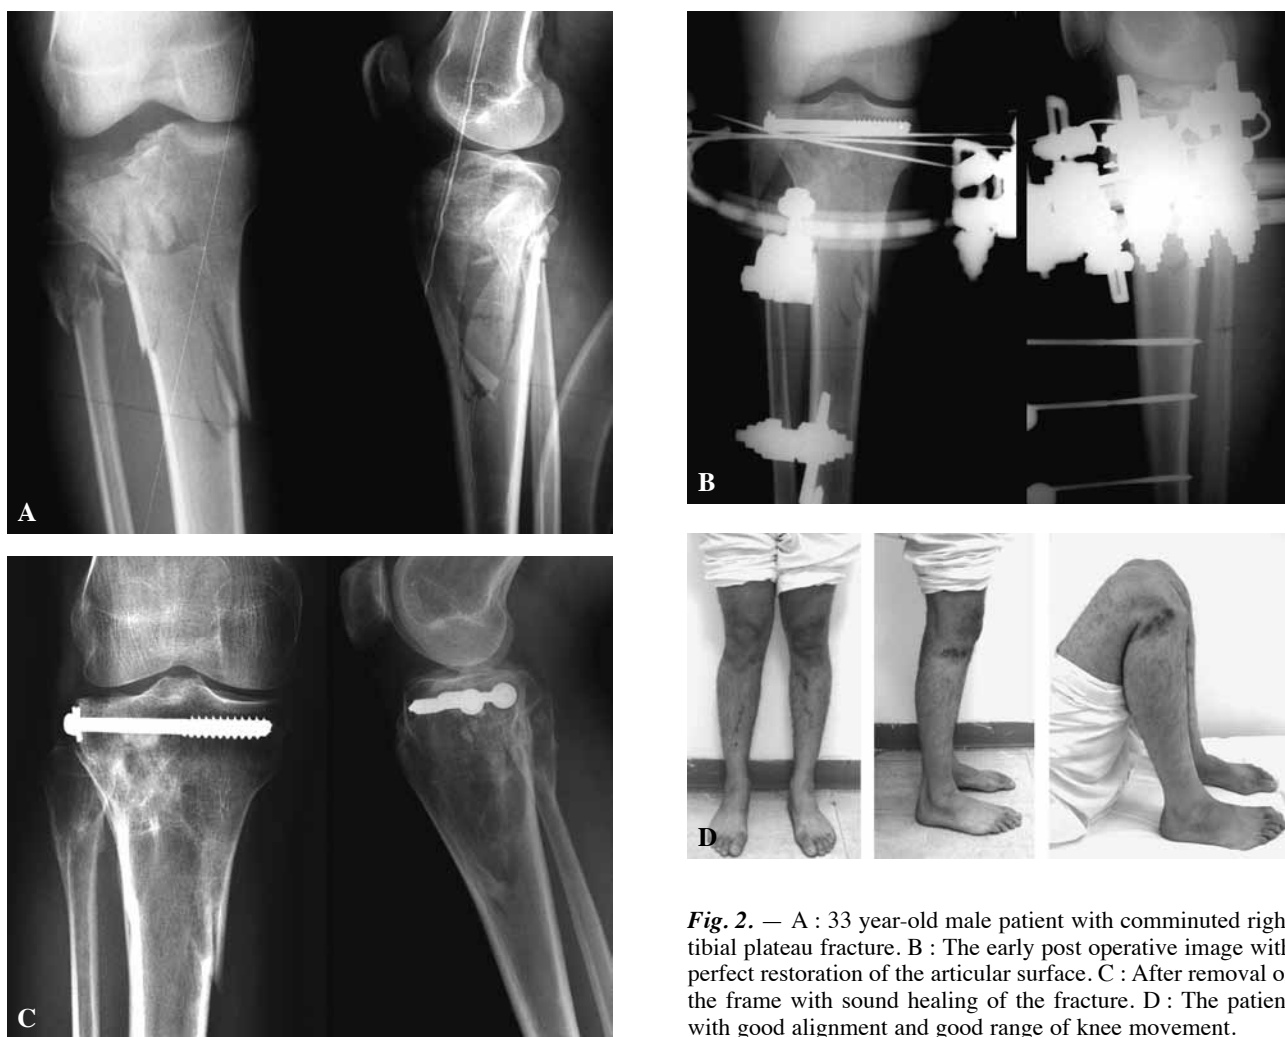 A
B
C
D
Fig. 2. — A : 33 year-old male patient with comminuted righ
tibial plateau fracture. B : The early post operative image with
perfect restoration of the articular surface. C : After removal o
the frame with sound healing of the fracture. D : The patien
with good alignment and good range of knee movement.